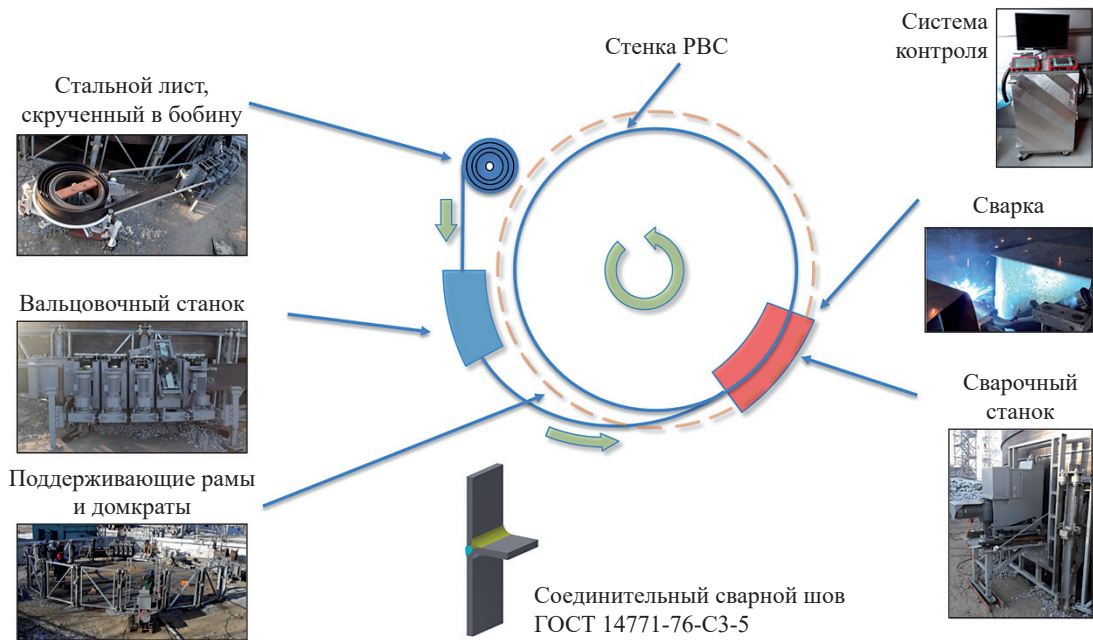 Стенка РВС
Система
контроля
Стальной лист,
скрученный в бобину
Сварка
Вальцовочный станок
Сварочный
станок
Поддерживающие рамы
и домкраты
Соединительный сварной шов
ГОСТ 14771-76-С3-5